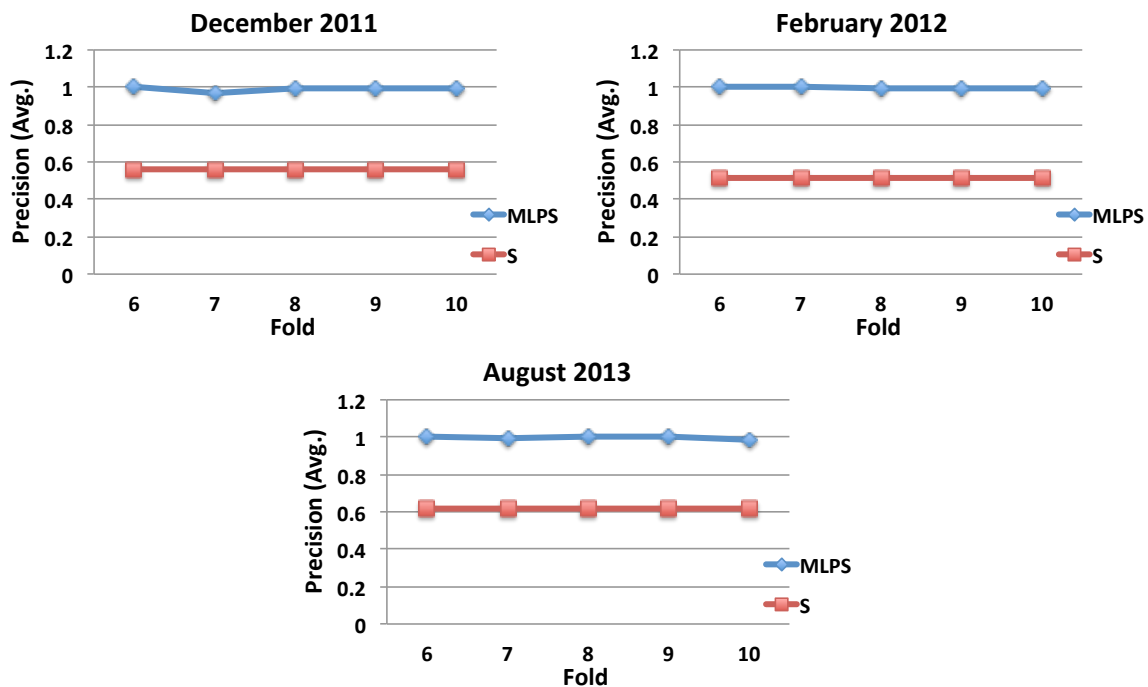 December 2011
Precision (Avg.)
1.2
1
0.8
0.6
0.4
0.2
0
6 7 8 9 10
Fold
MLPS
S
February 2012
Precision (Avg.)
1.2
1
0.8
0.6
0.4
0.2
0
6 7 8 9 10
Fold
MLPS
S
August 2013
Precision (Avg.)
1.2
1
0.8
0.6
0.4
0.2
0
6 7 8 9 10
Fold
MLPS
S